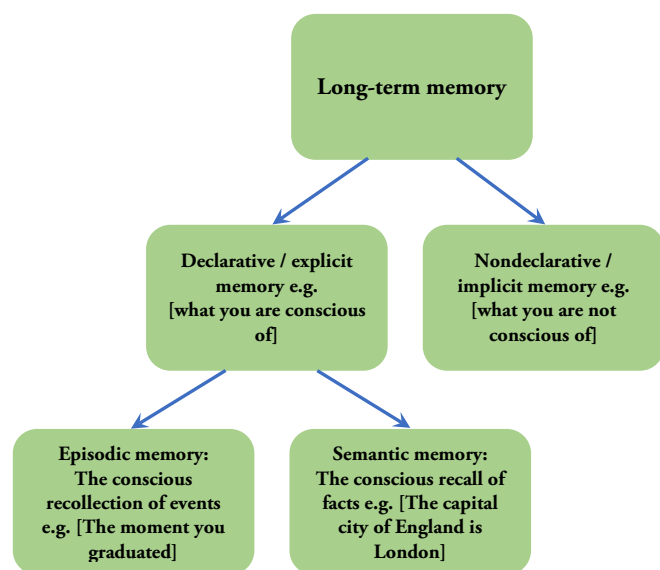 Long-term memory
Declarative / explicit
memory e.g.
[what you are conscious
of]
Nondeclarative /
implicit memory e.g.
[what you are not
conscious of]
Episodic memory:
The conscious
recollection of events
e.g. [The moment you
graduated]
Semantic memory:
The conscious recall of
facts e.g. [The capital
city of England is
London]